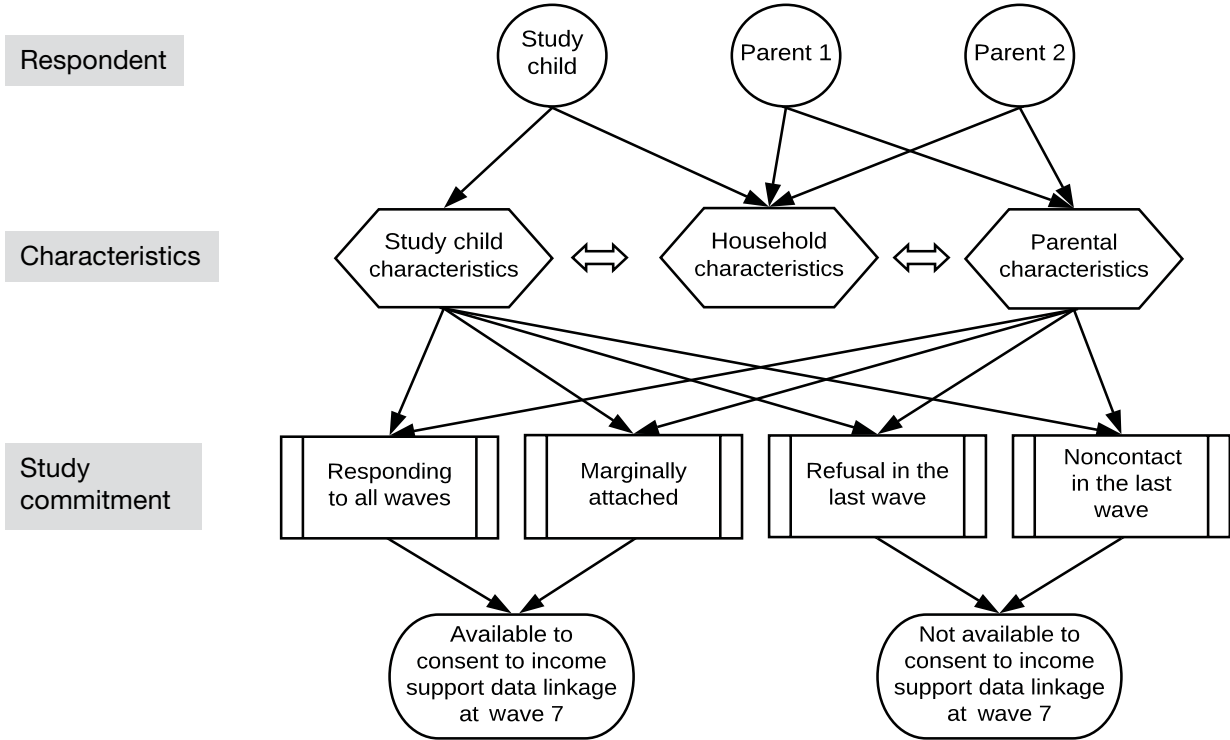 Respondent
Study
child
Parent 1
Parent 2
Characteristics
Study child
characteristics
Household
characteristics
Parental
characteristics
Study
commitment
Responding
to all waves
Marginally
attached
Refusal in the
last wave
Noncontact
in the last
wave
Available to
consent to income
support data linkage
at wave 7
Not available to
consent to income
support data linkage
at wave 7